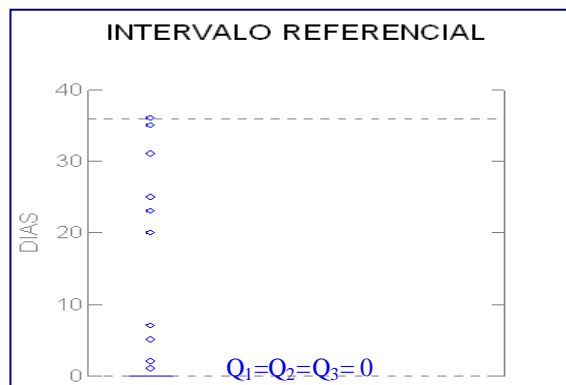 INTERVALO REFERENCIAL
40
30
DIAS
20
10
0
Q₁=Q₂=Q₃= 0